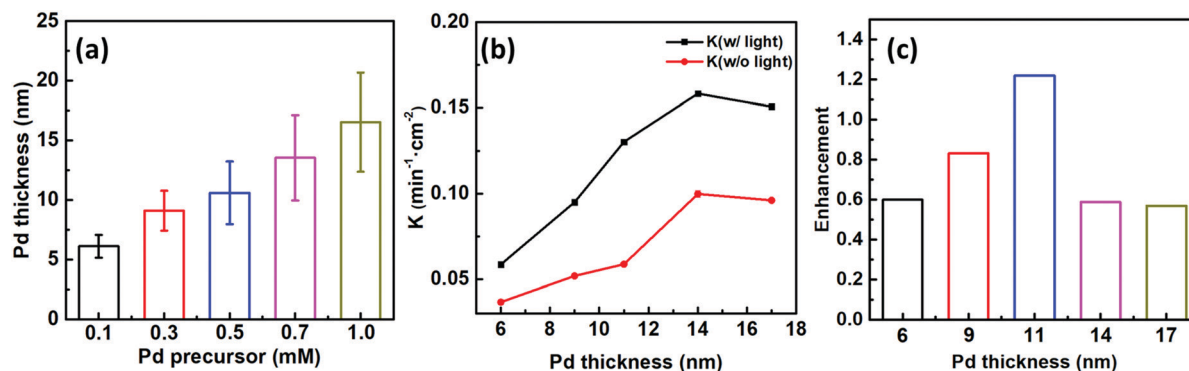 (a)
Pd thickness (nm)
25
20
15
10
5
0
0.1 0.3 0.5 0.7 1.0
Pd precursor (mM)
(b)
K(w/ light)
K(w/o light)
K (min⁻¹·cm⁻²)
0.20
0.15
0.10
0.05
6 8 10 12 14 16 18
Pd thickness (nm)
(c)
Enhancement
1.4
1.2
1.0
0.8
0.6
0.4
0.2
0.0
6 9 11 14 17
Pd thickness (nm)